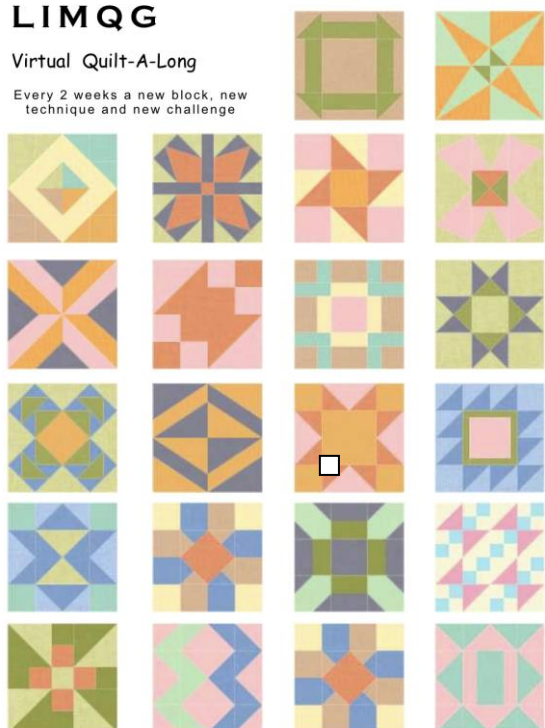 LIMQG
Virtual Quilt-A-Long
Every 2 weeks a new block, new
technique and new challenge